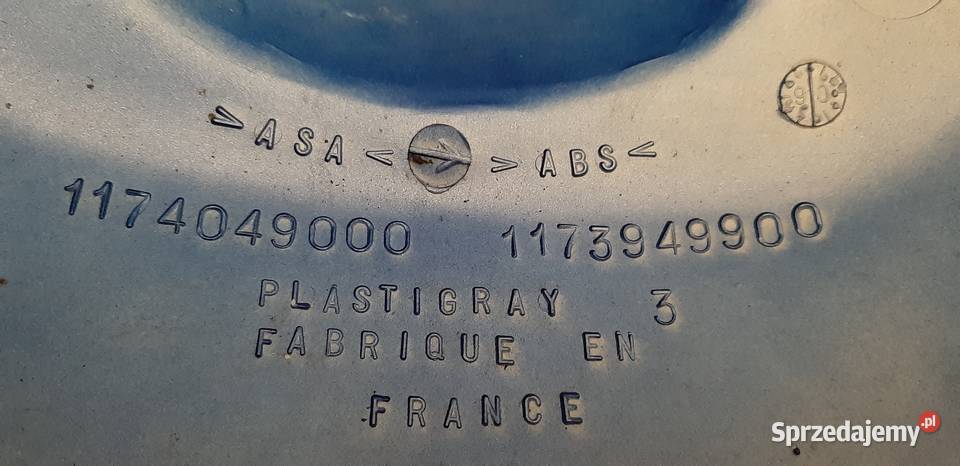 >ASA< >ABS<
1174049000 1173949900
PLASTIGRAY 3
FABRIQUE EN
FRANCE
Sprzedajemy.pl